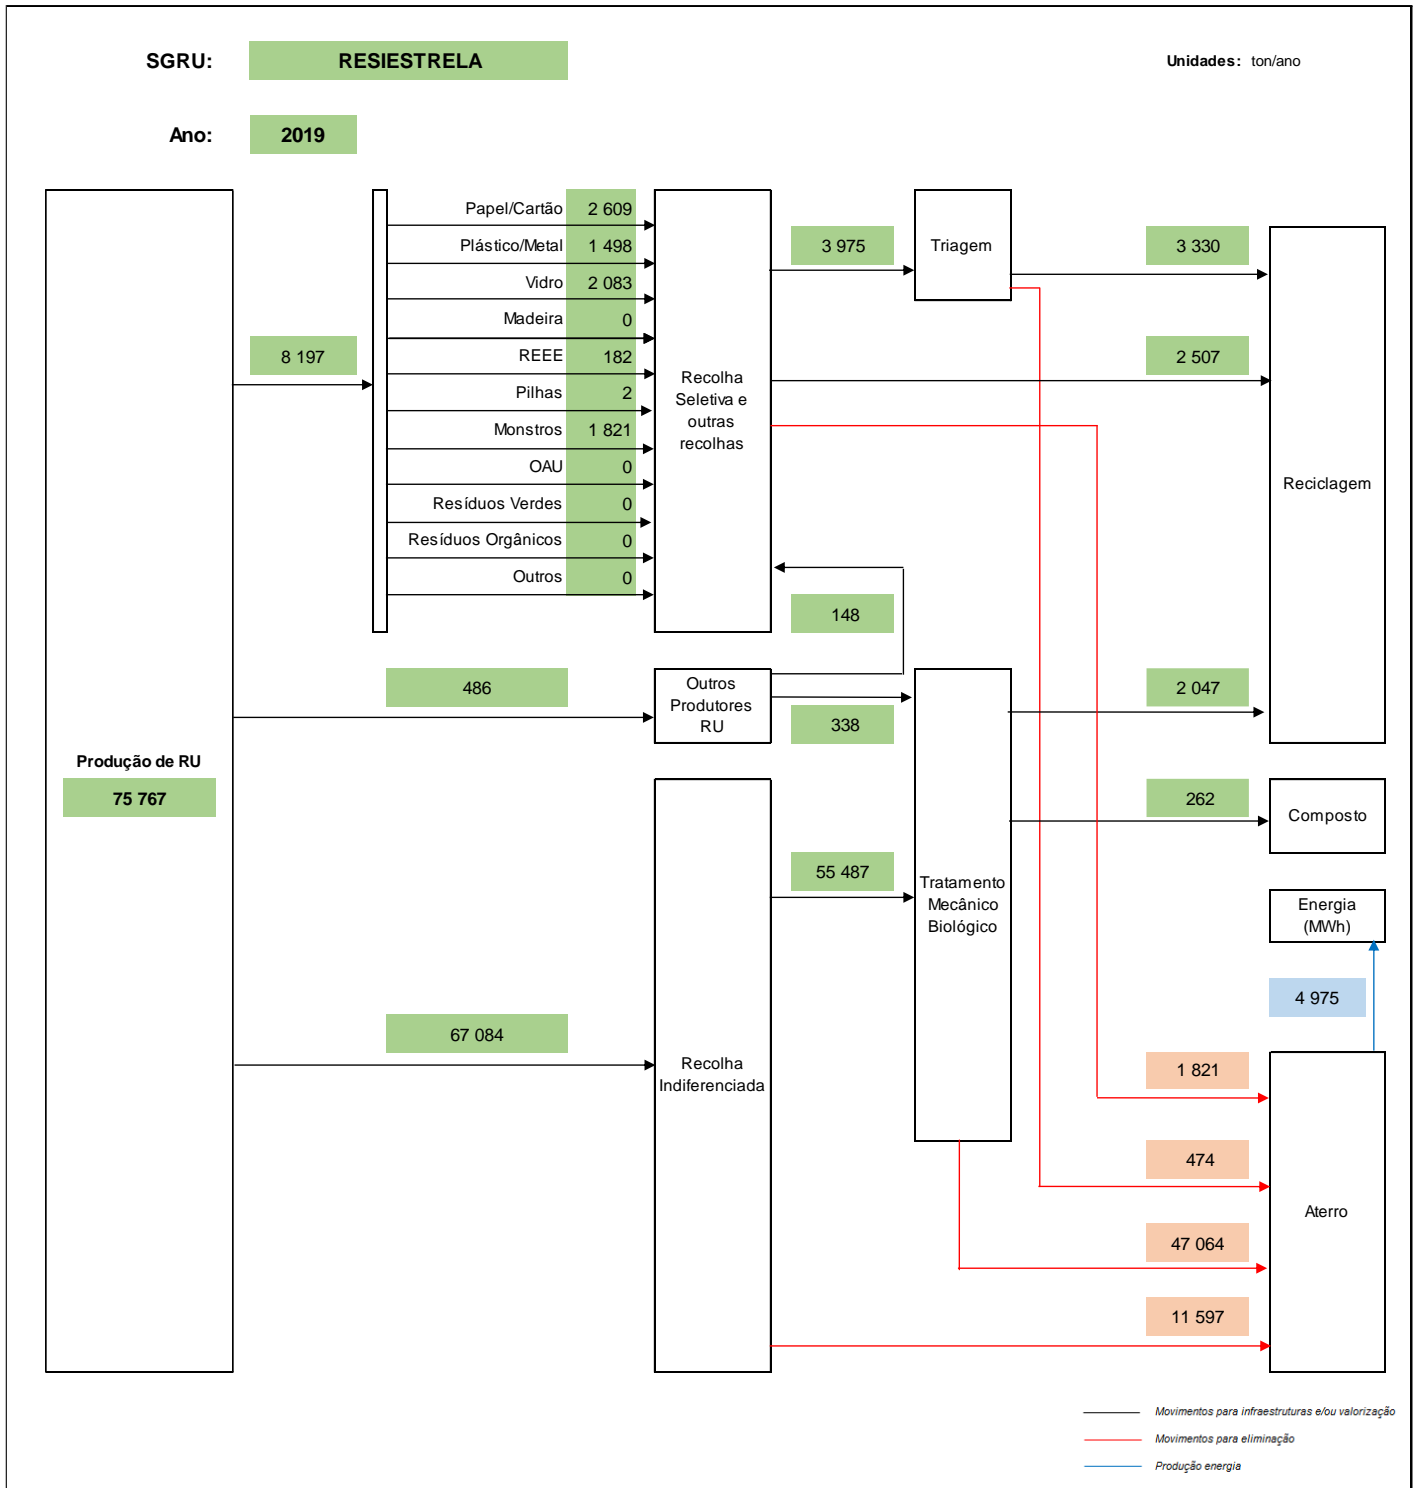 SGRU: RESIESTRELA Unidades: ton/ano
Ano: 2019
Papel/Cartão 2 609
Plástico/Metal 1 498
Vidro 2 083
Madeira 0
REEE 182
Pilhas 2
Monstros 1 821
OAU 0
Resíduos Verdes 0
Resíduos Orgânicos 0
Outros 0
8 197
Recolha
Seletiva e
outras
recolhas
3 975
Triagem
3 330
2 507
Reciclagem
148
486
Outros
Produtores
RU
338
2 047
Produção de RU
75 767
262
Composto
55 487
Tratamento
Mecânico
Biológico
Energia
(MWh)
4 975
67 084
Recolha
Indiferenciada
1 821
474
47 064
11 597
Aterro
Movimentos para infraestruturas e/ou valorização
Movimentos para eliminação
Produção energia